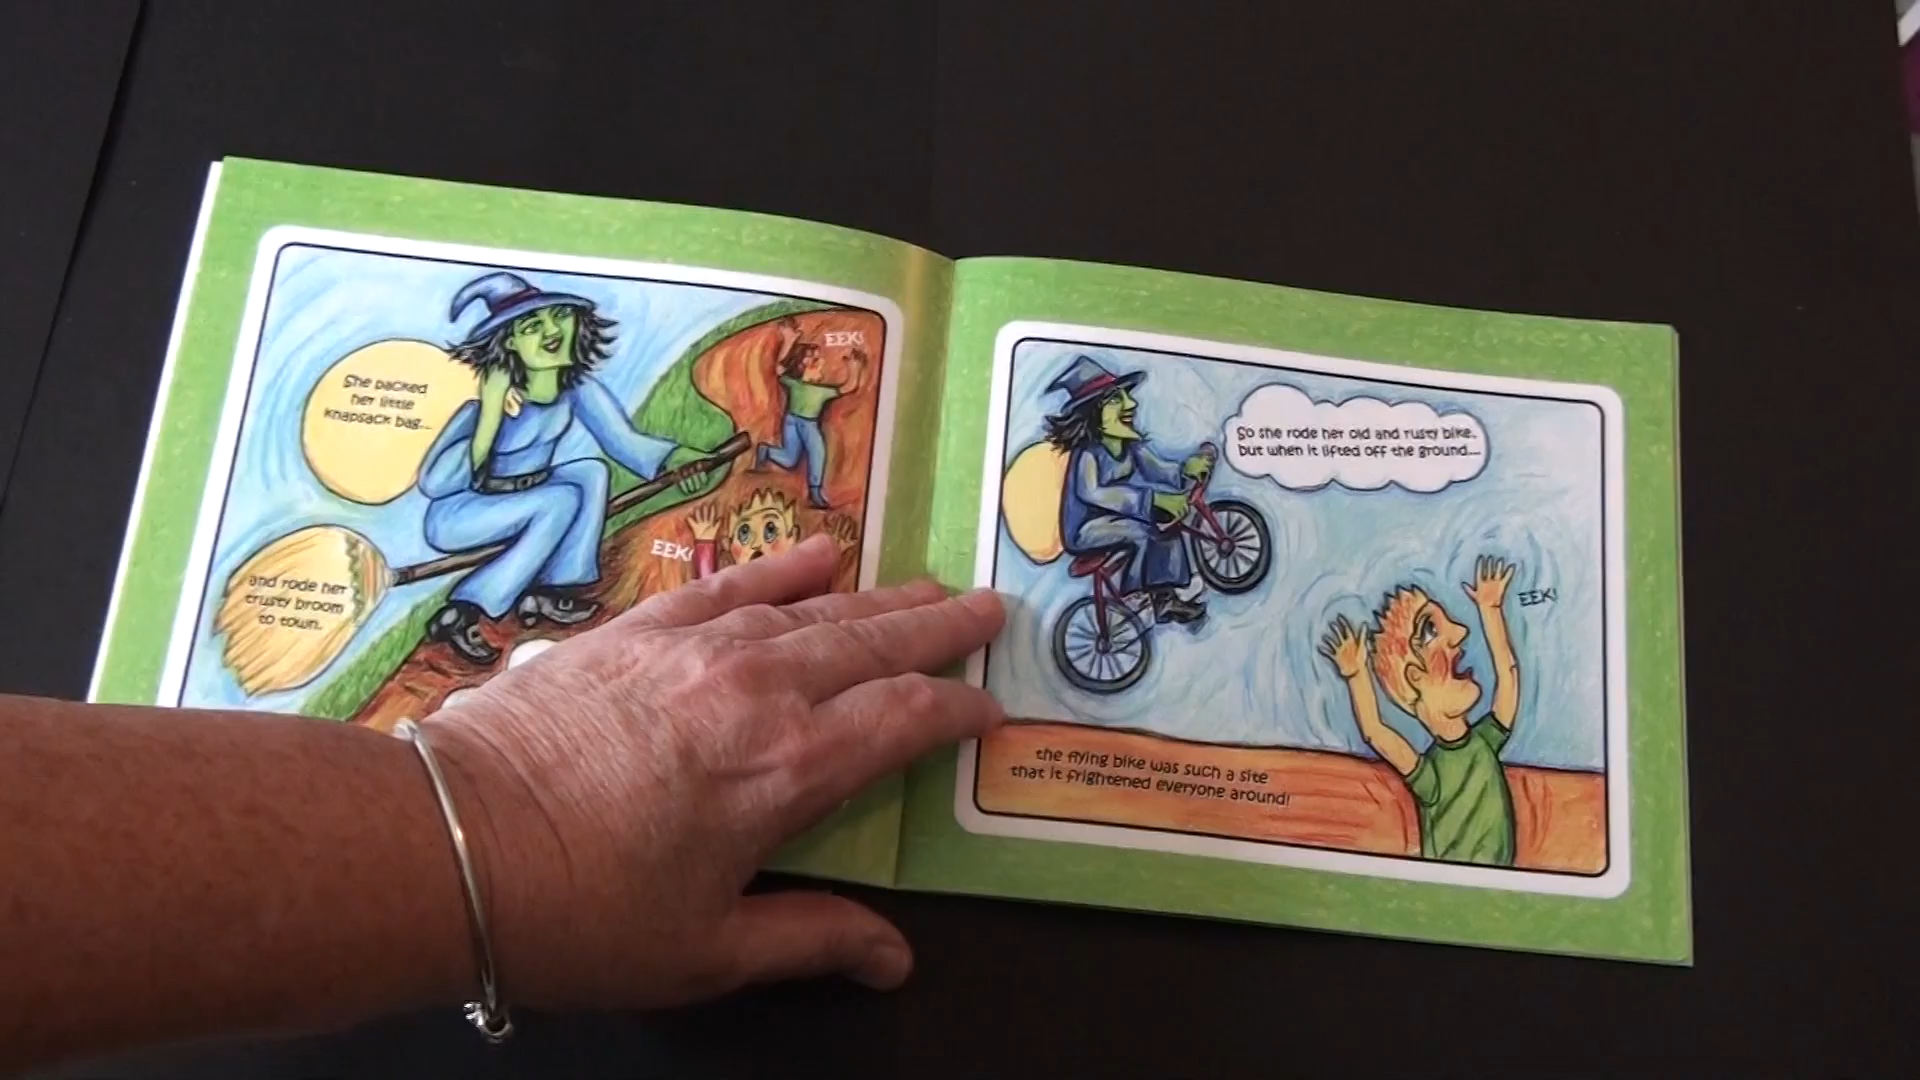 She packed
her little
knapsack bag...
and rode her
trusty broom
to town.
EEK!
EEK!
So she rode her old and rusty bike,
but when it lifted off the ground....
EEK!
the flying bike was such a site
that it frightened everyone around!